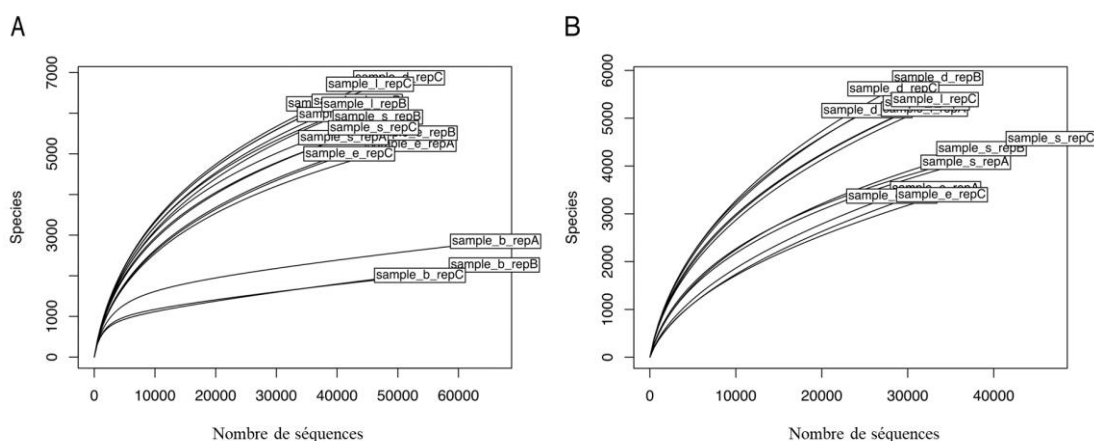 A
B
Species
7000
5000
3000
1000
0
sample_d_repC
sample_l_repC
sample_l_repB
sample_s_repB
sample_s_repC
sample_s_repA
sample_e_repC
sample_b_repA
sample_b_repB
sample_b_repC
0 10000 20000 30000 40000 50000 60000
Nombre de séquences
Species
6000
5000
4000
3000
2000
1000
0
sample_d_repB
sample_d_repC
sample_l_repC
sample_d_
sample_s_repC
sample_s_repB
sample_s_repA
sample_e_repA
sample_e_repC
sample_
0 10000 20000 30000 40000
Nombre de séquences